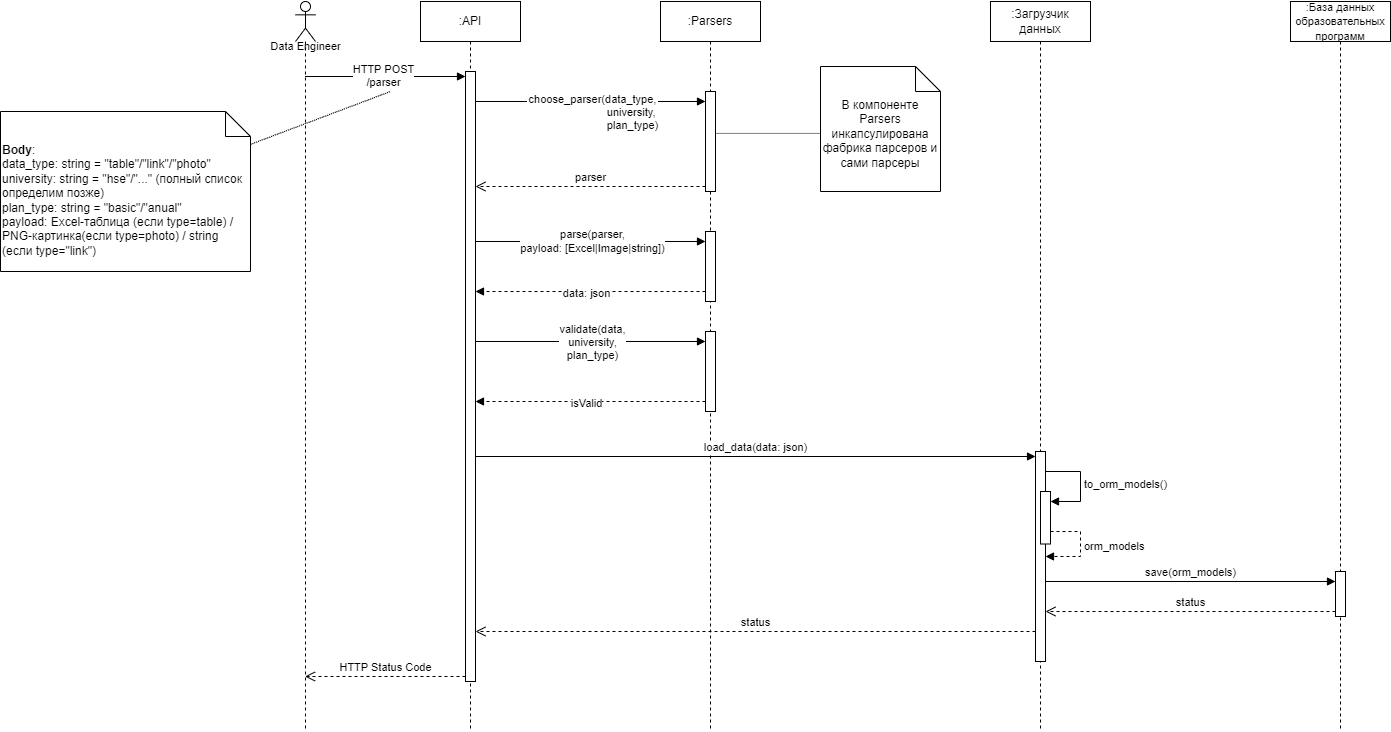 Data Engineer
:API
:Parsers
:Загрузчик
данных
:База данных
образовательных
программ
HTTP POST
/parser
Body:
data_type: string = "table"/"link"/"photo"
university: string = "hse"/"..." (полный список
определим позже)
plan_type: string = "basic"/"anual"
payload: Excel-таблица (если type=table) /
PNG-картинка(если type=photo) / string
(если type="link")
choose_parser(data_type,
university,
plan_type)
В компоненте
Parsers
инкапсулирована
фабрика парсеров и
сами парсеры
parser
parse(parser,
payload: [Excel|Image|string])
data: json
validate(data,
university,
plan_type)
isValid
load_data(data: json)
to_orm_models()
orm_models
save(orm_models)
status
status
HTTP Status Code